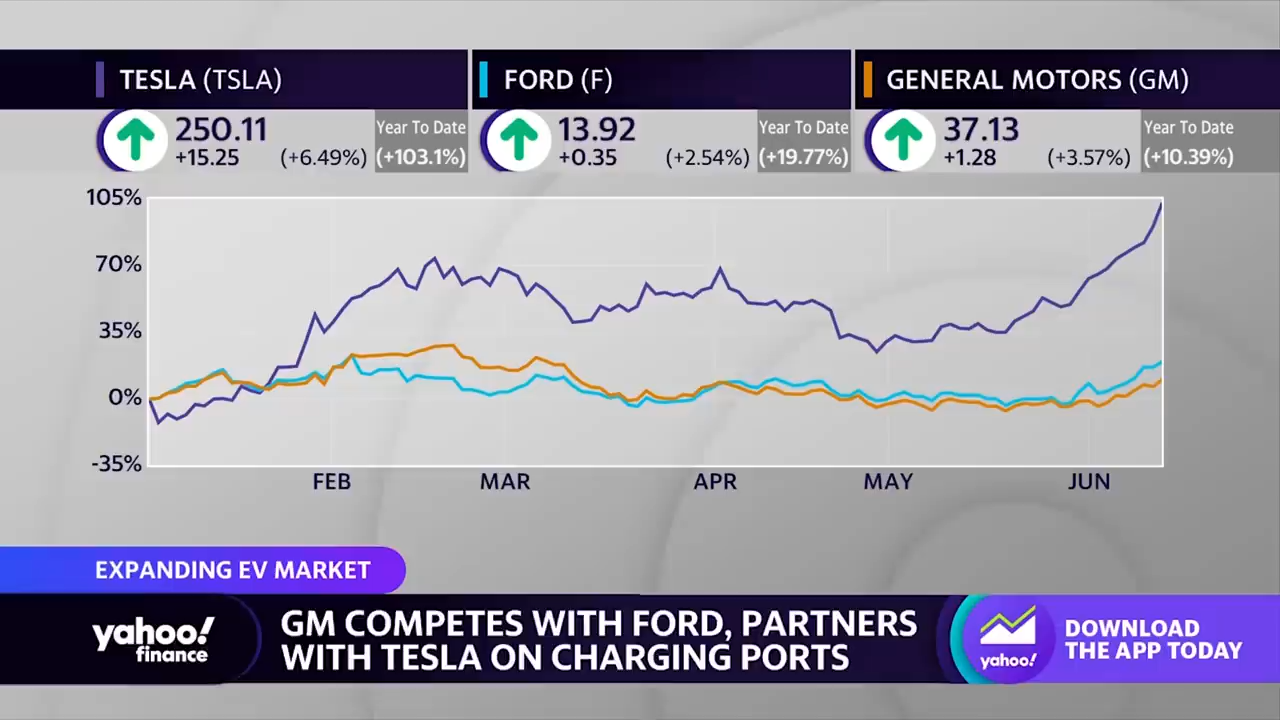 TESLA (TSLA)
250.11
+15.25 (+6.49%)
Year To Date
(+103.1%)
FORD (F)
13.92
+0.35 (+2.54%)
Year To Date
(+19.77%)
GENERAL MOTORS (GM)
37.13
+1.28 (+3.57%)
Year To Date
(+10.39%)
105%
70%
35%
0%
-35%
FEB MAR APR MAY JUN
EXPANDING EV MARKET
yahoo!
finance
GM COMPETES WITH FORD, PARTNERS
WITH TESLA ON CHARGING PORTS
yahoo!
DOWNLOAD
THE APP TODAY